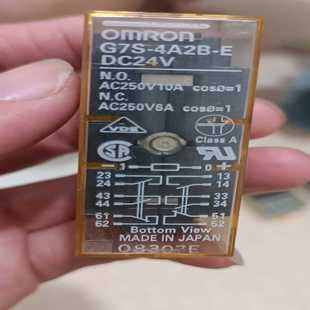 OMRON
G7S-4A2B-E
DC24V
N.O.
AC250V10A cosø=1
N.C.
AC250V6A cosø=1
VDE
Class A
1 0
23 13
24 14
43 33
44 34
61 51
62 52
Bottom View
MADE IN JAPAN